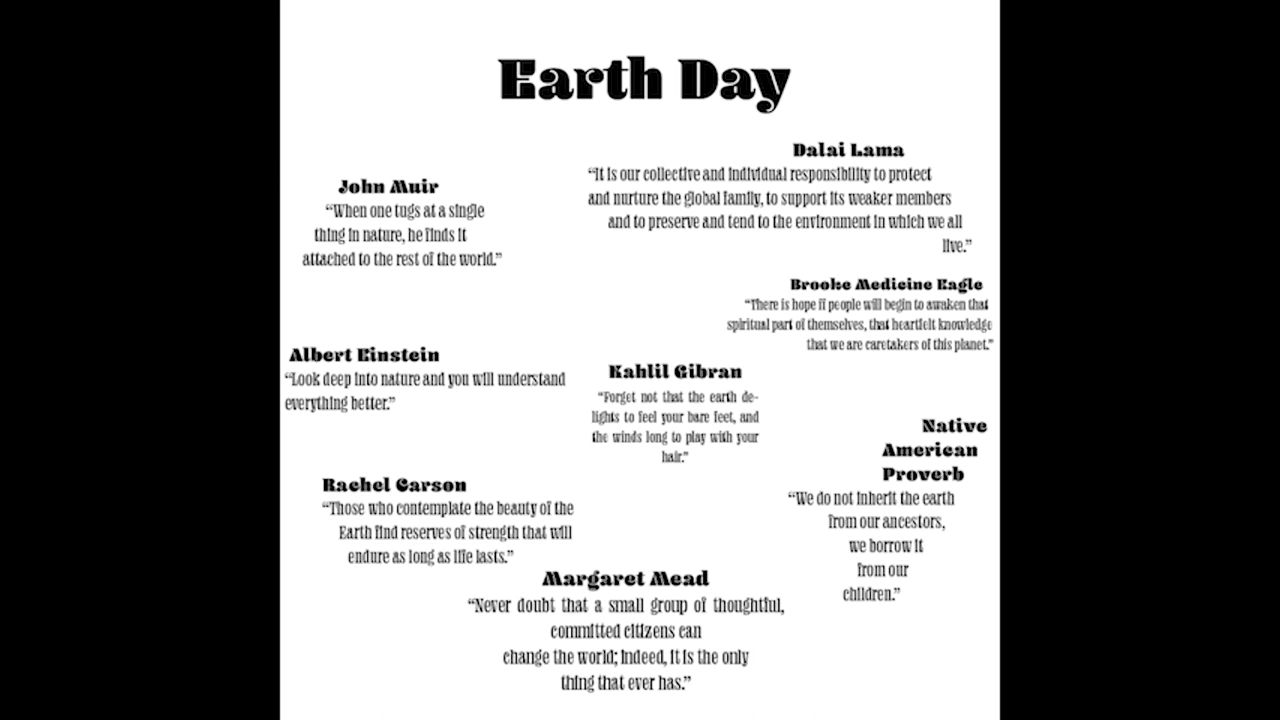 Earth Day
Dalai Lama
“It is our collective and individual responsibility to protect
and nurture the global family, to support its weaker members
and to preserve and tend to the environment in which we all
live.”
John Muir
“When one tugs at a single
thing in nature, he finds it
attached to the rest of the world.”
Brooke Medicine Eagle
“There is hope if people will begin to awaken that
spiritual part of themselves, that heartfelt knowledge
that we are caretakers of this planet.”
Albert Einstein
“Look deep into nature and you will understand
everything better.”
Kahlil Gibran
“Forget not that the earth de-
lights to feel your bare feet, and
the winds long to play with your
hair.”
Native
American
Proverb
“We do not inherit the earth
from our ancestors,
we borrow it
from our
children.”
Rachel Carson
“Those who contemplate the beauty of the
Earth find reserves of strength that will
endure as long as life lasts.”
Margaret Mead
“Never doubt that a small group of thoughtful,
committed citizens can
change the world; indeed, it is the only
thing that ever has.”